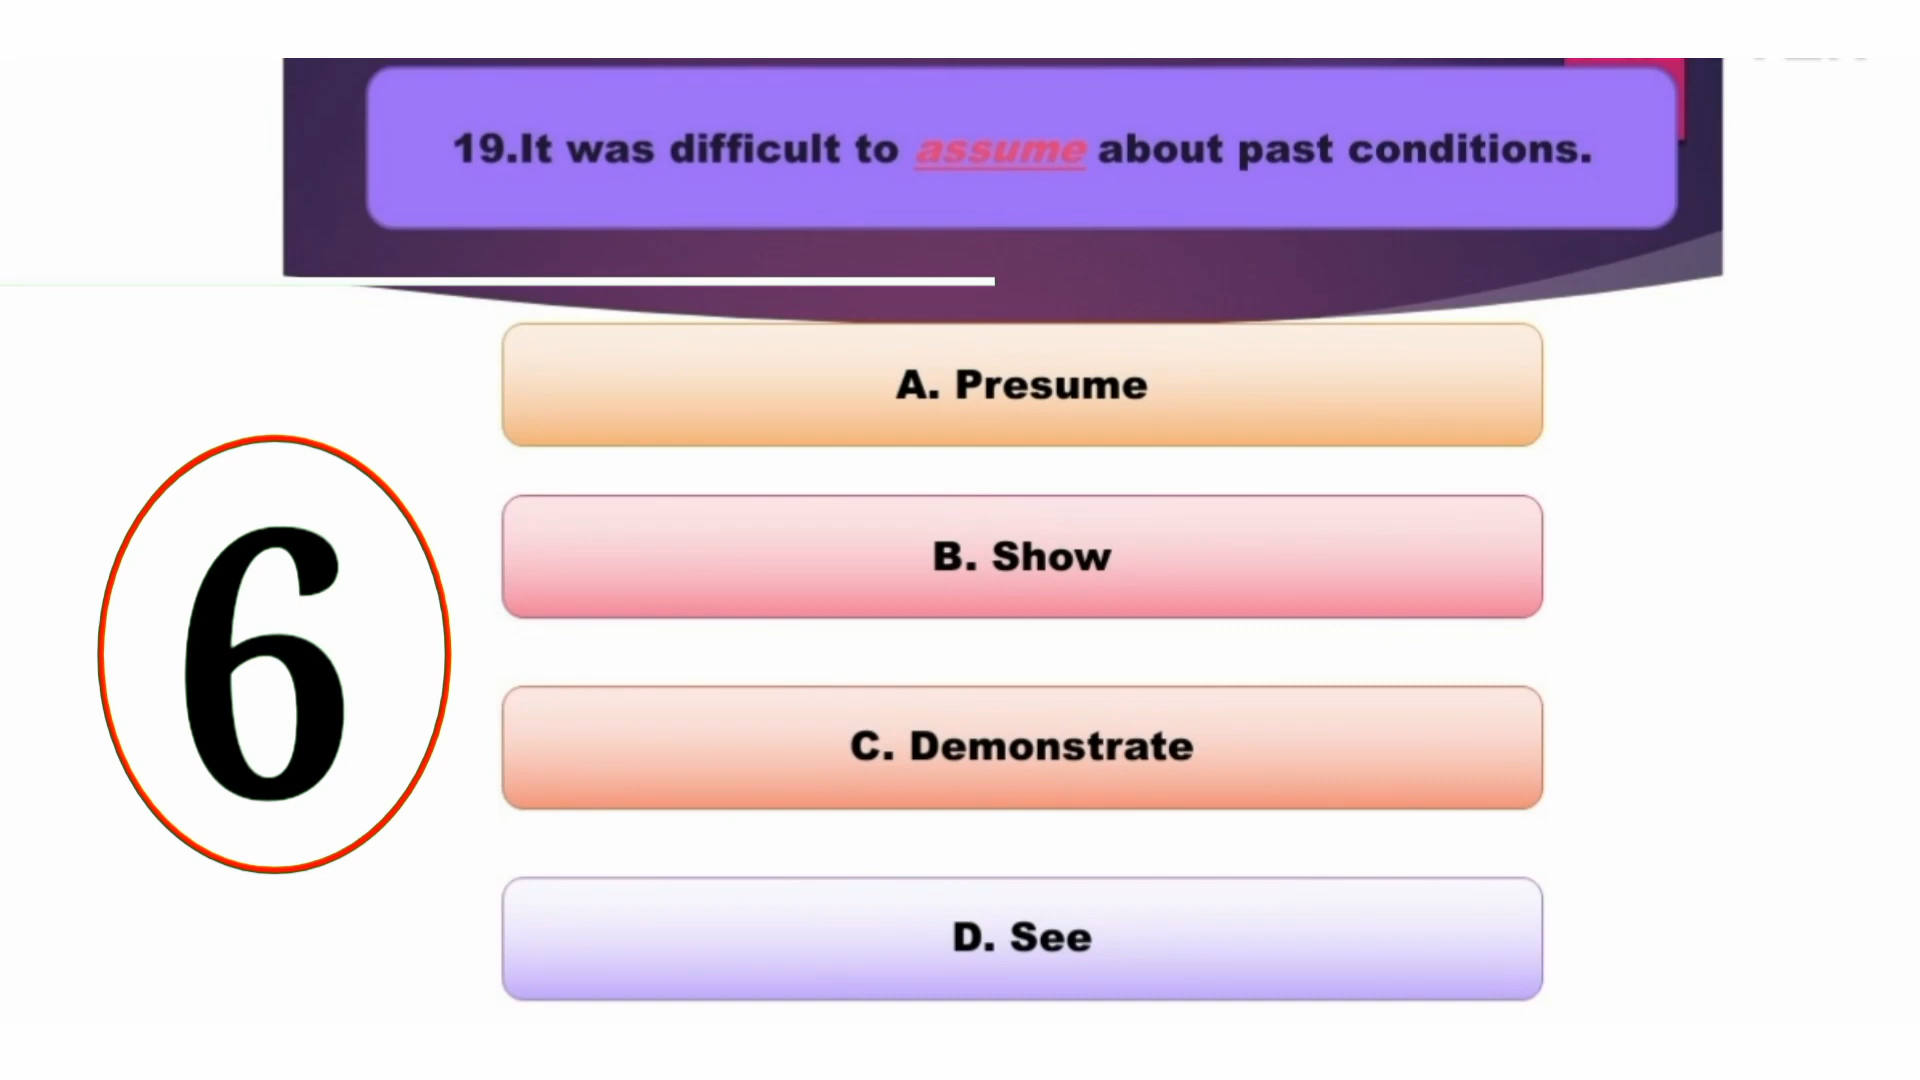 19.It was difficult to assume about past conditions.
A. Presume
B. Show
6
C. Demonstrate
D. See